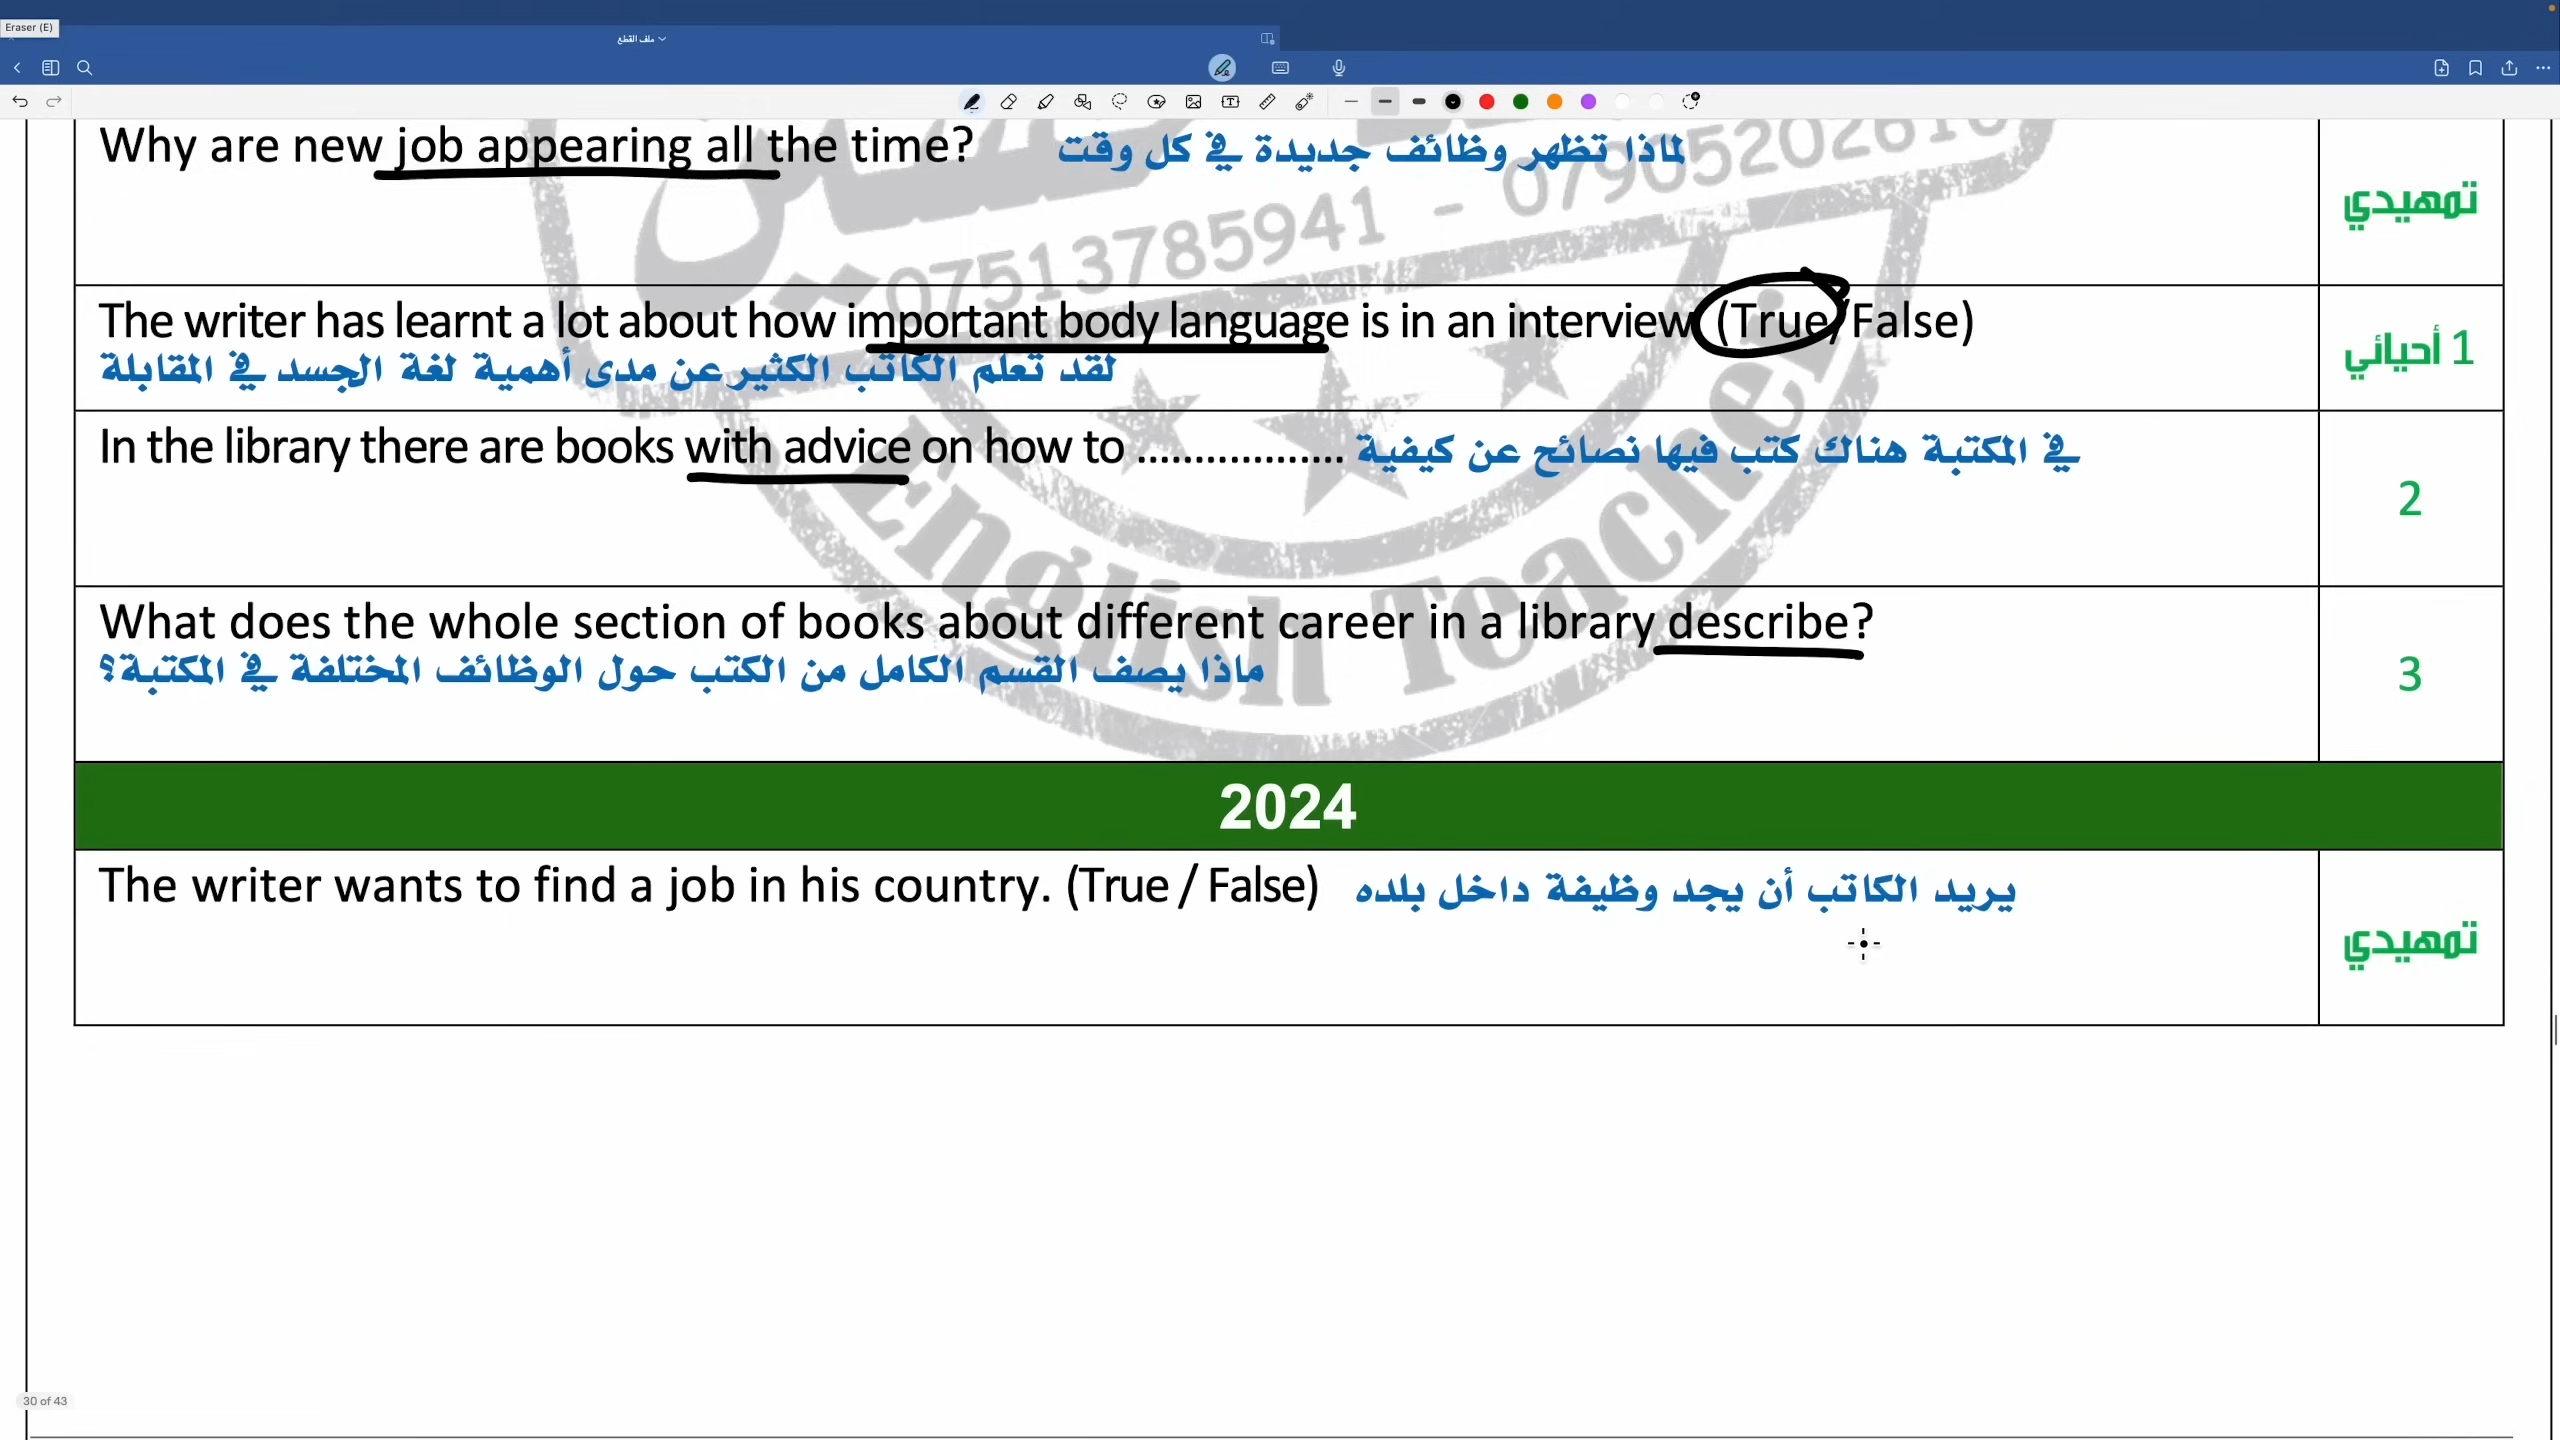 Eraser (E)
ملف القطع
Why are new job appearing all the time? لماذا تظهر وظائف جديدة في كل وقت
تمهيدي
07513785941 - 07905202610
The writer has learnt a lot about how important body language is in an interview (True/False)
لقد تعلم الكاتب الكثير عن مدى أهمية لغة الجسد في المقابلة
1 أحيائي
In the library there are books with advice on how to .................. في المكتبة هناك كتب فيها نصائح عن كيفية
2
English Teacher
What does the whole section of books about different career in a library describe?
ماذا يصف القسم الكامل من الكتب حول الوظائف المختلفة في المكتبة؟
3
2024
The writer wants to find a job in his country. (True / False) يريد الكاتب أن يجد وظيفة داخل بلده
تمهيدي
30 of 43